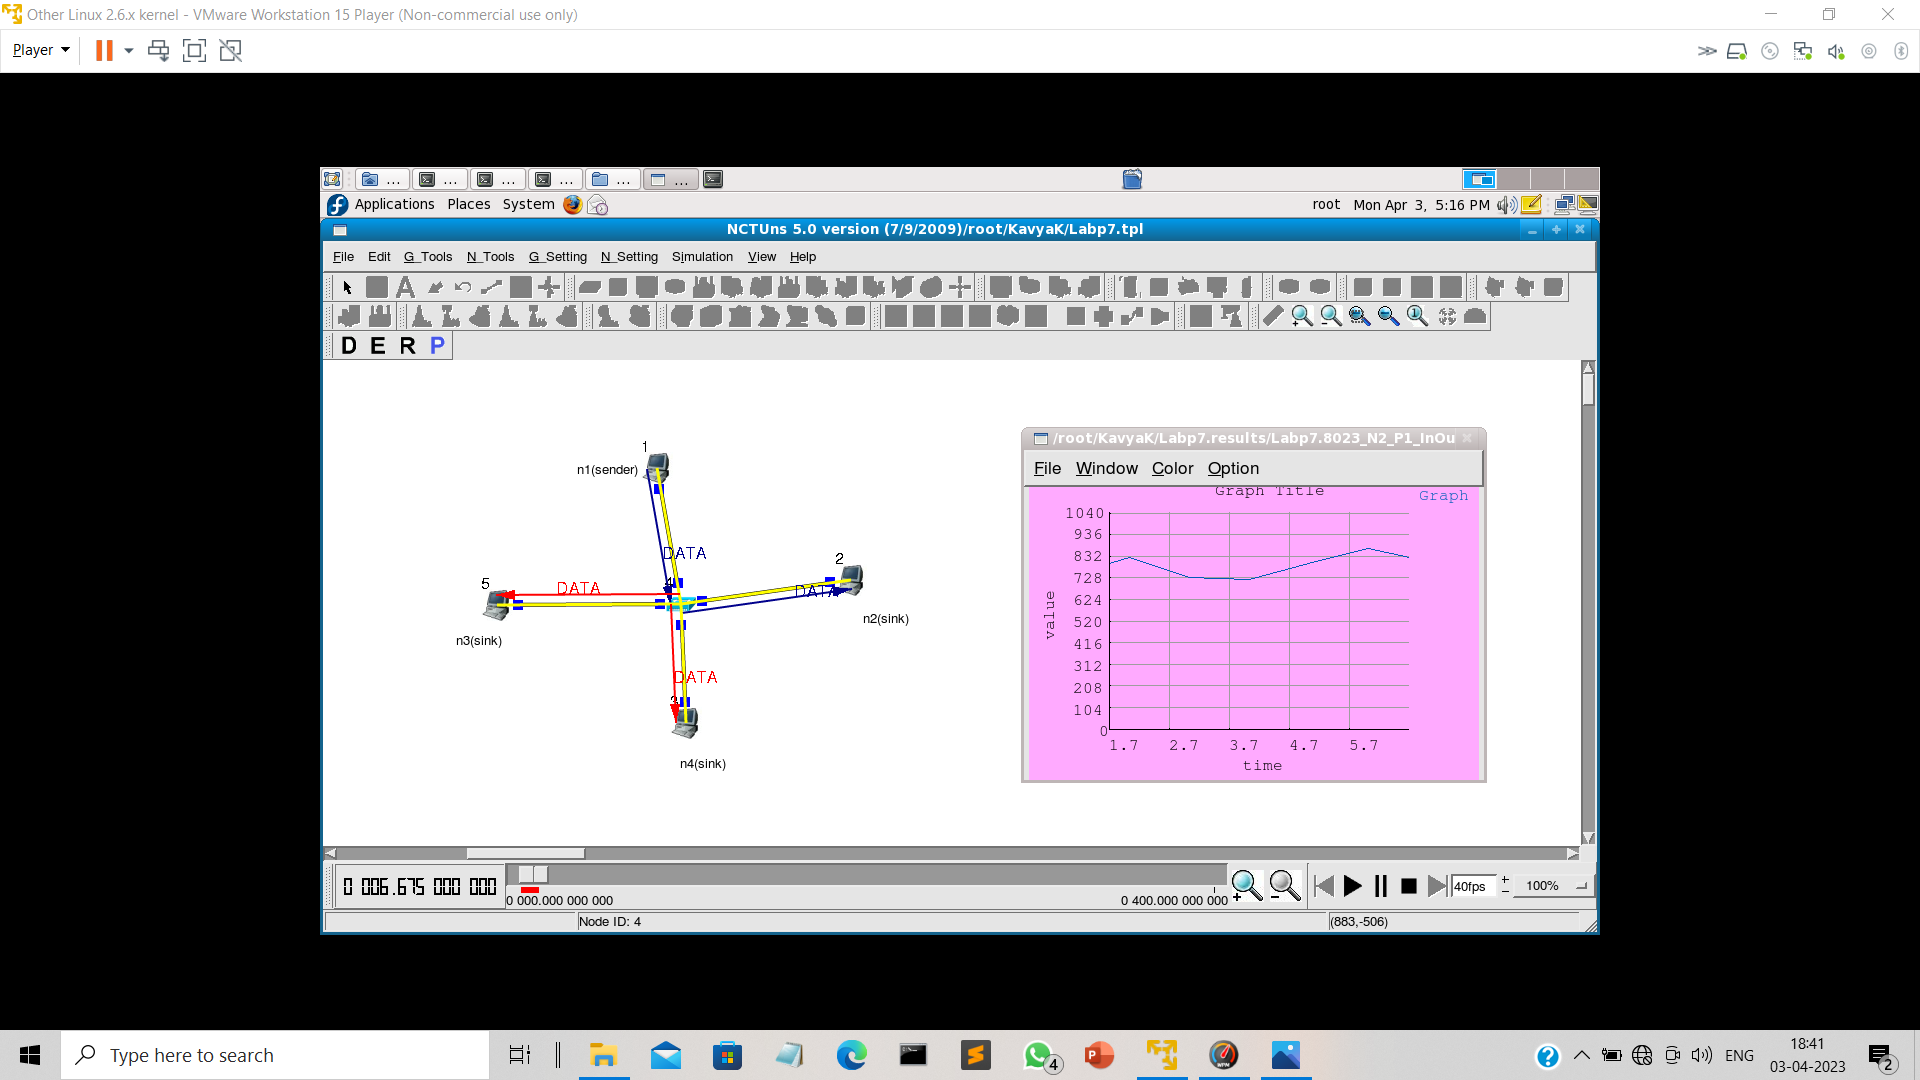 Other Linux 2.6.x kernel - VMware Workstation 15 Player (Non-commercial use only)
Player
... ... ... ... ... ...
Applications Places System root Mon Apr 3, 5:16 PM
NCTUns 5.0 version (7/9/2009)/root/KavyaK/Labp7.tpl
File Edit G_Tools N_Tools G_Setting N_Setting Simulation View Help
A
D E R P
1
n1(sender)
DATA
2
DATA
n2(sink)
5
DATA
4
n3(sink)
DATA
3
n4(sink)
/root/KavyaK/Labp7.results/Labp7.8023_N2_P1_InOu
File Window Color Option
Graph Title
Graph
1040
936
832
728
624
520
416
312
208
104
0
value
1.7 2.7 3.7 4.7 5.7
time
0 006.675 000 000
0 000.000 000 000
0 400.000 000 000
40fps
+
-
100%
Node ID: 4
(883,-506)
Type here to search
4
WPM
ENG
18:41
03-04-2023
2